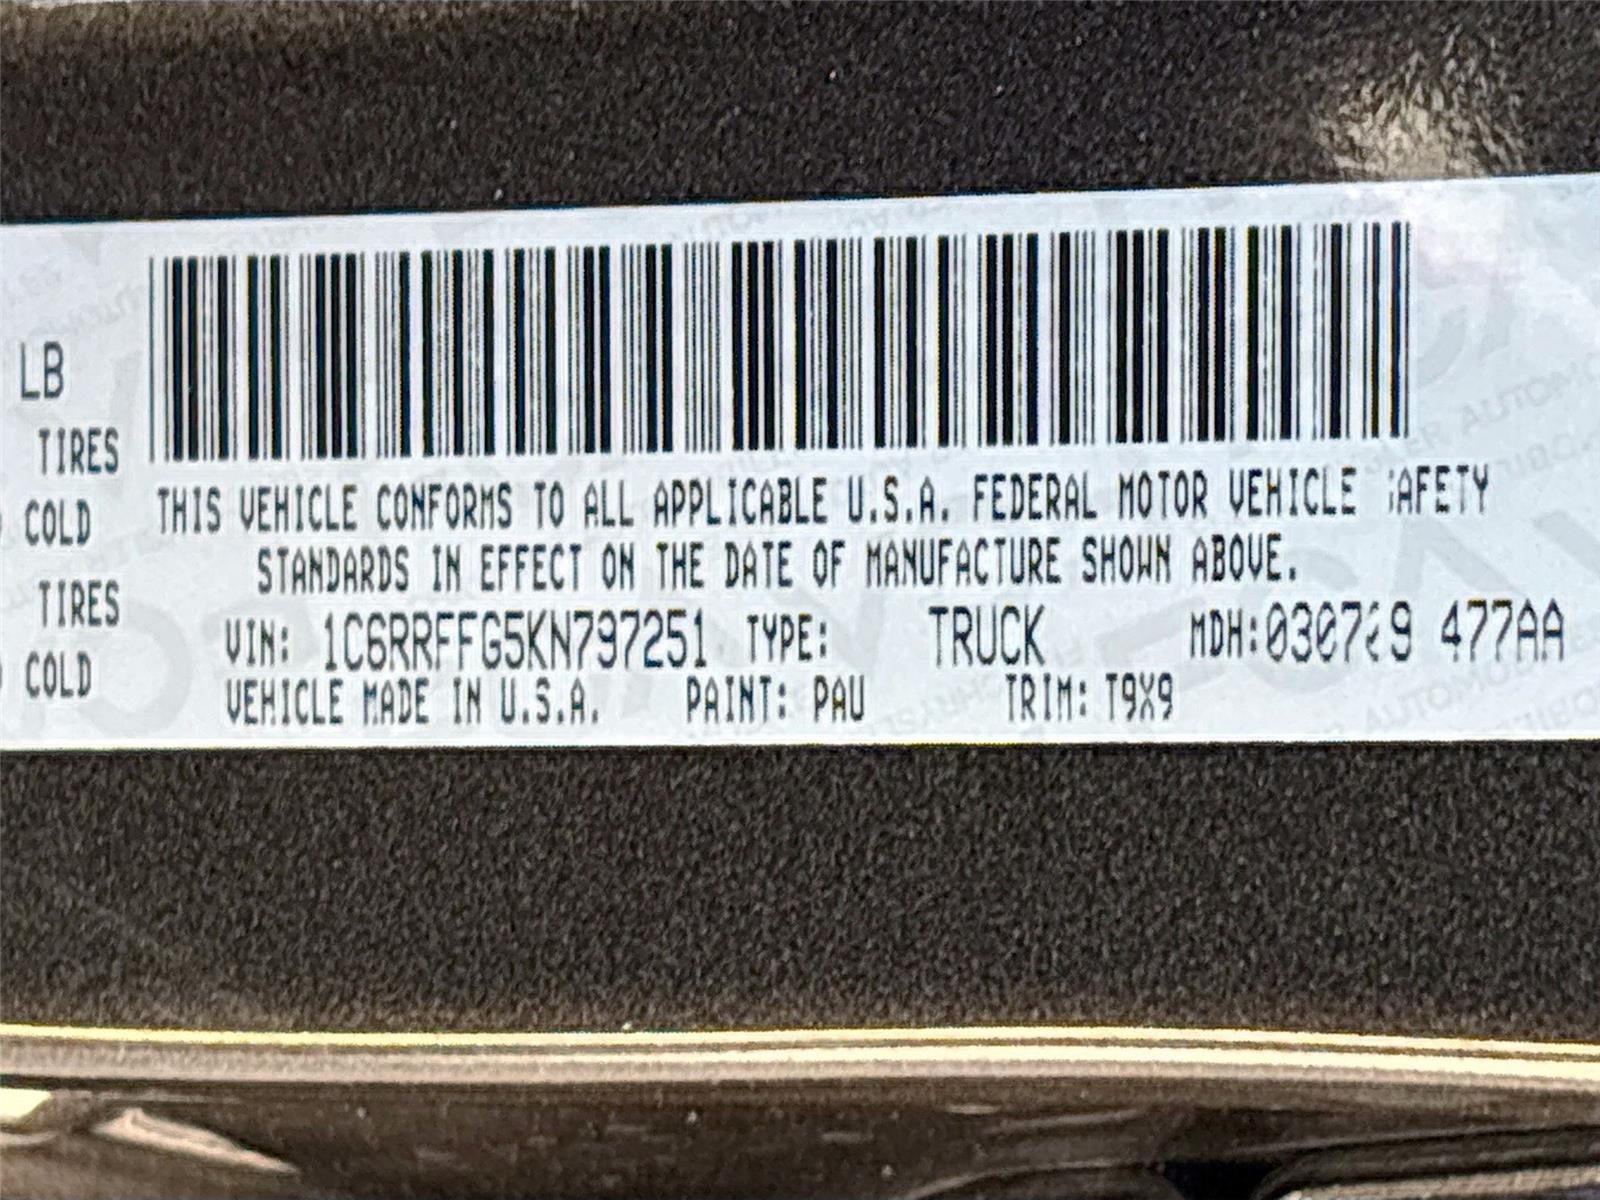 LB
TIRES
COLD
TIRES
COLD
THIS VEHICLE CONFORMS TO ALL APPLICABLE U.S.A. FEDERAL MOTOR VEHICLE SAFETY
STANDARDS IN EFFECT ON THE DATE OF MANUFACTURE SHOWN ABOVE.
VIN: 1C6RRFFG5KN797251 TYPE: TRUCK MDH: 477AA
VEHICLE MADE IN U.S.A. PAINT: PAU TRIM: T9X9